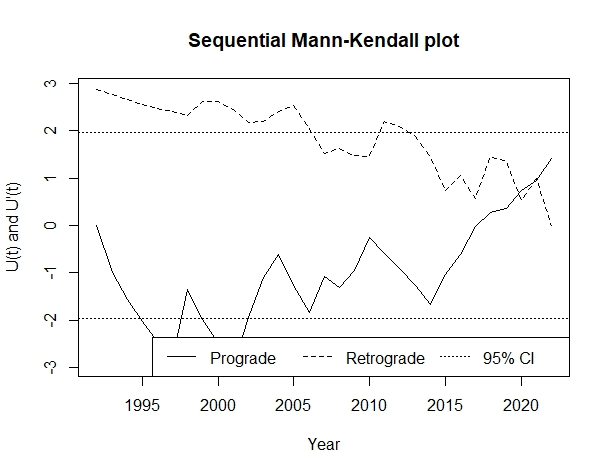 Sequential Mann-Kendall plot
U(t) and U'(t)
3
2
1
0
-1
-2
-3
Prograde Retrograde 95% CI
1995 2000 2005 2010 2015 2020
Year